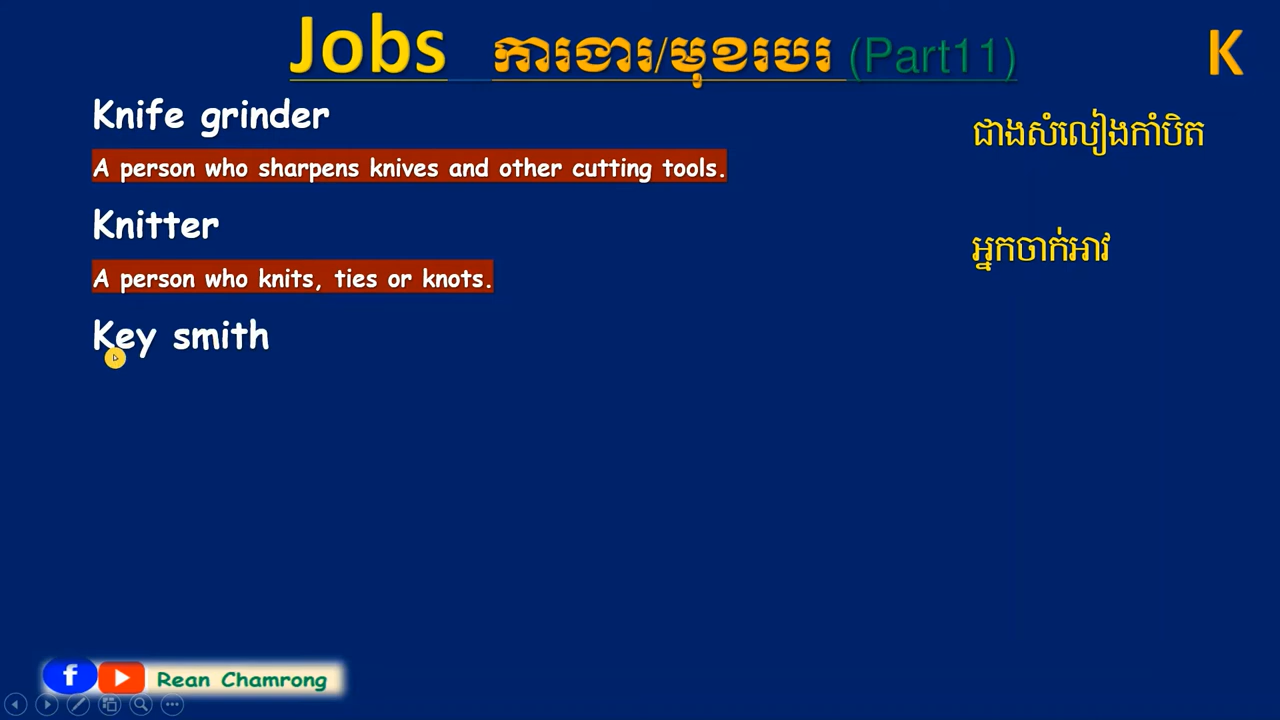 Jobs ការងារ/មុខរបរ (Part11) K
Knife grinder
ជាងសំលៀងកាំបិត
A person who sharpens knives and other cutting tools.
Knitter
អ្នកចាក់អាវ
A person who knits, ties or knots.
Key smith
f Rean Chamrong